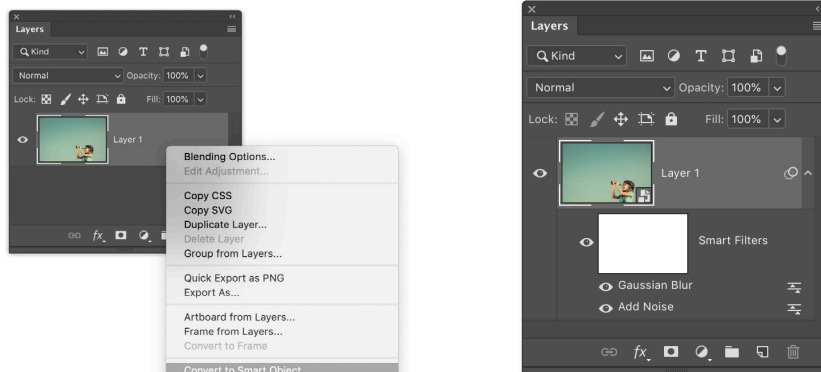 Layers
Kind
Normal Opacity: 100%
Lock: Fill: 100%
Layer 1
Blending Options...
Edit Adjustment...
Copy CSS
Copy SVG
Duplicate Layer...
Delete Layer
Group from Layers...
Quick Export as PNG
Export As...
Artboard from Layers...
Frame from Layers...
Convert to Frame
Convert to Smart Object
fx
Layers
Kind
Normal Opacity: 100%
Lock: Fill: 100%
Layer 1
Smart Filters
Gaussian Blur
Add Noise
fx